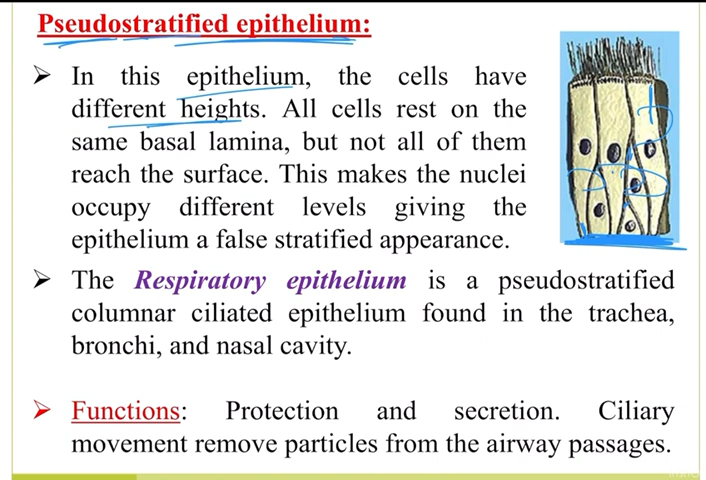 Pseudostratified epithelium:
➤ In this epithelium, the cells have
different heights. All cells rest on the
same basal lamina, but not all of them
reach the surface. This makes the nuclei
occupy different levels giving the
epithelium a false stratified appearance.
➤ The Respiratory epithelium is a pseudostratified
columnar ciliated epithelium found in the trachea,
bronchi, and nasal cavity.
➤ Functions: Protection and secretion. Ciliary
movement remove particles from the airway passages.